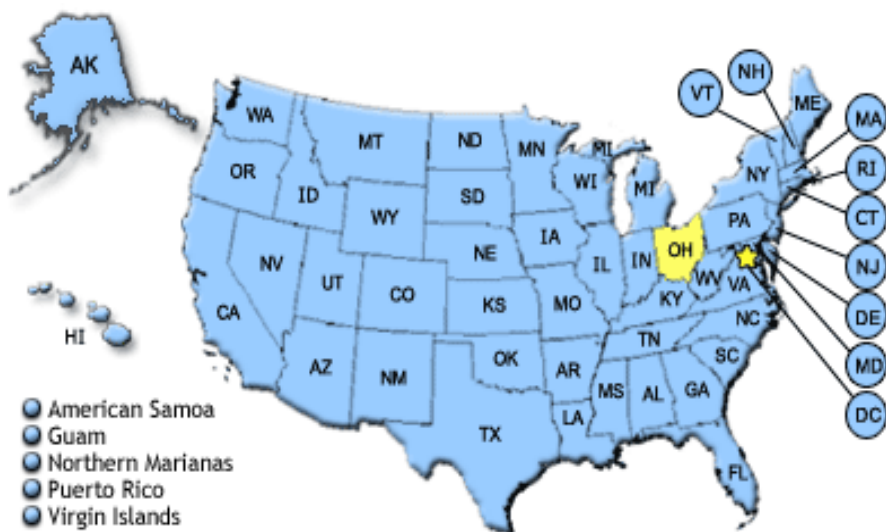 AK
NH
VT
ME
MA
WA
MT
ND
MN
MI
RI
OR
ID
WY
SD
WI
MI
NY
CT
NV
UT
NE
IA
IL
IN
OH
PA
NJ
CA
CO
KS
MO
KY
WV
VA
DE
HI
AZ
NM
OK
AR
TN
NC
SC
MD
TX
LA
MS
AL
GA
DC
FL
American Samoa
Guam
Northern Marianas
Puerto Rico
Virgin Islands